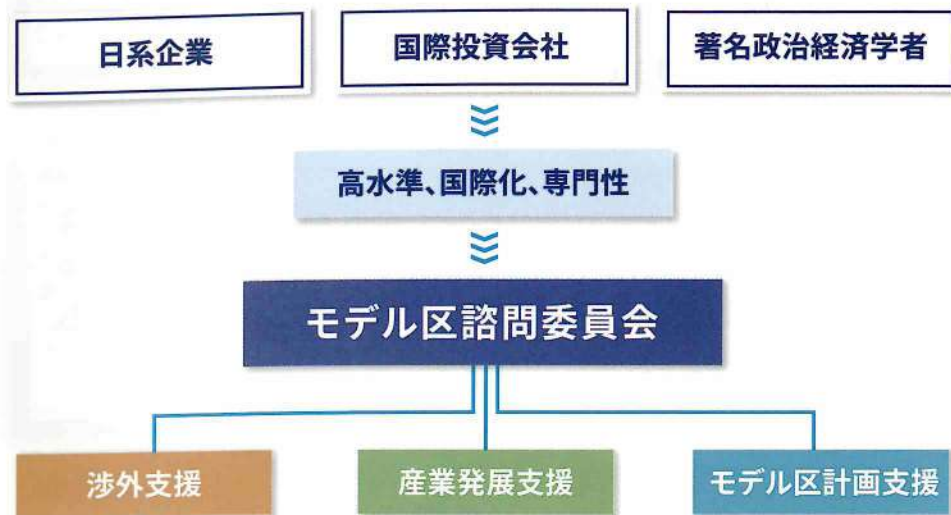 日系企業
国際投資会社
著名政治経済学者
高水準、国際化、専門性
モデル区諮問委員会
渉外支援
産業発展支援
モデル区計画支援